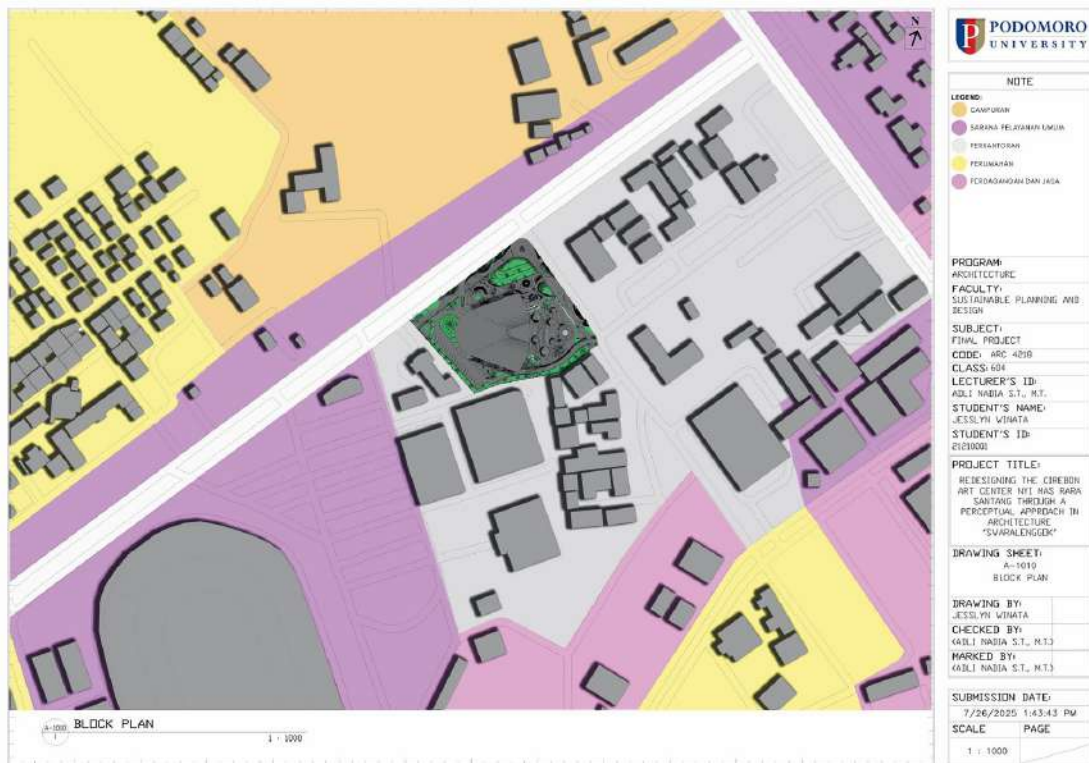 N
PODOMORO
UNIVERSITY
NOTE
LEGEND:
CAMPURAN
SARANA PELAYANAN UMUM
PERKANTORAN
PERUMAHAN
PERDAGANGAN DAN JASA
PROGRAM:
ARCHITECTURE
FACULTY:
SUSTAINABLE PLANNING AND
DESIGN
SUBJECT:
FINAL PROJECT
CODE: ARC 4218
CLASS: 604
LECTURER'S ID:
ADLI NADIA S.T., M.T.
STUDENT'S NAME:
JESSLYN WINATA
STUDENT'S ID:
21210001
PROJECT TITLE:
REDESIGNING THE CIREBON
ART CENTER NYI MAS RARA
SANTANG THROUGH A
PERCEPTUAL APPROACH IN
ARCHITECTURE
"SWARALENGGOK"
DRAWING SHEET:
A-1010
BLOCK PLAN
DRAWING BY:
JESSLYN WINATA
CHECKED BY:
(ADLI NADIA S.T., M.T.)
MARKED BY:
(ADLI NADIA S.T., M.T.)
SUBMISSION DATE:
7/26/2025 1:43:43 PM
SCALE PAGE
1 : 1000
BLOCK PLAN
1 : 1000